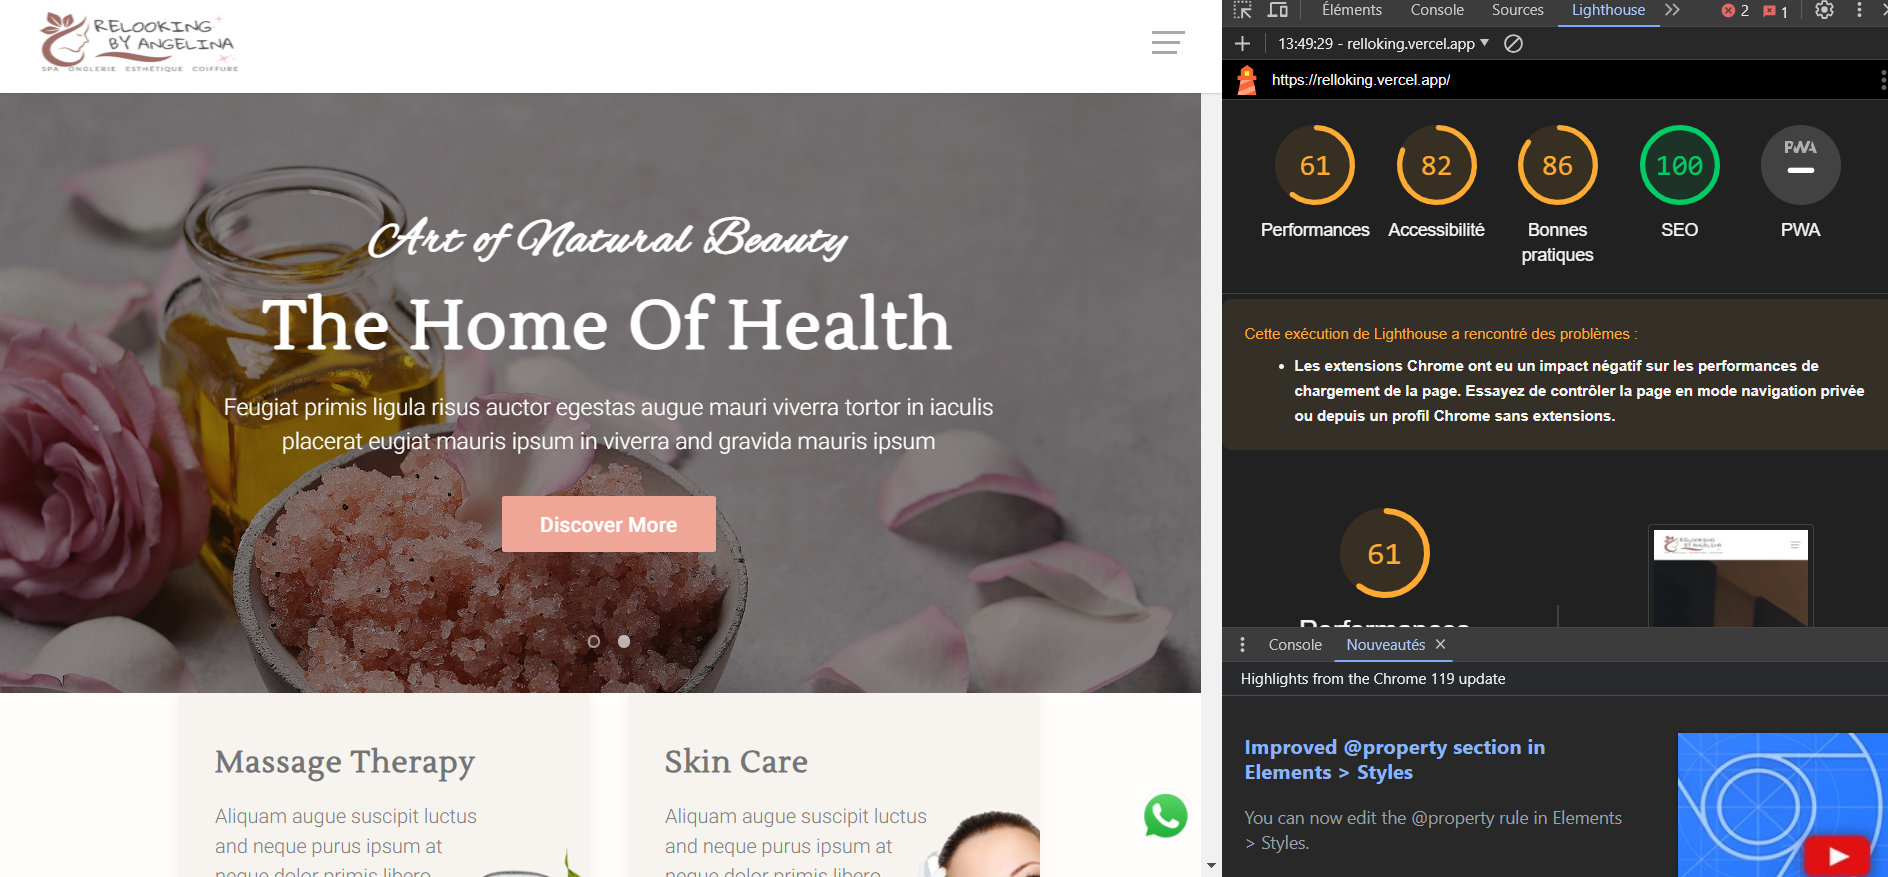 RELOOKING
BY ANGELINA
SPA ONGLERIE ESTHÉTIQUE COIFFURE
Art of Natural Beauty
The Home Of Health
Feugiat primis ligula risus auctor egestas augue mauri viverra tortor in iaculis
placerat eugiat mauris ipsum in viverra and gravida mauris ipsum
Discover More
Massage Therapy
Aliquam augue suscipit luctus
and neque purus ipsum at
neque dolor primis libero
Skin Care
Aliquam augue suscipit luctus
and neque purus ipsum at
neque dolor primis libero
Éléments Console Sources Lighthouse 2 1
13:49:29 - relloking.vercel.app
https://relloking.vercel.app/
61 82 86 100 PWA
Performances Accessibilité Bonnes pratiques SEO PWA
Cette exécution de Lighthouse a rencontré des problèmes :
Les extensions Chrome ont eu un impact négatif sur les performances de
chargement de la page. Essayez de contrôler la page en mode navigation privée
ou depuis un profil Chrome sans extensions.
61
Performances
RELOOKING
BY ANGELINA
Console Nouveautés
Highlights from the Chrome 119 update
Improved @property section in
Elements > Styles
You can now edit the @property rule in Elements
> Styles.